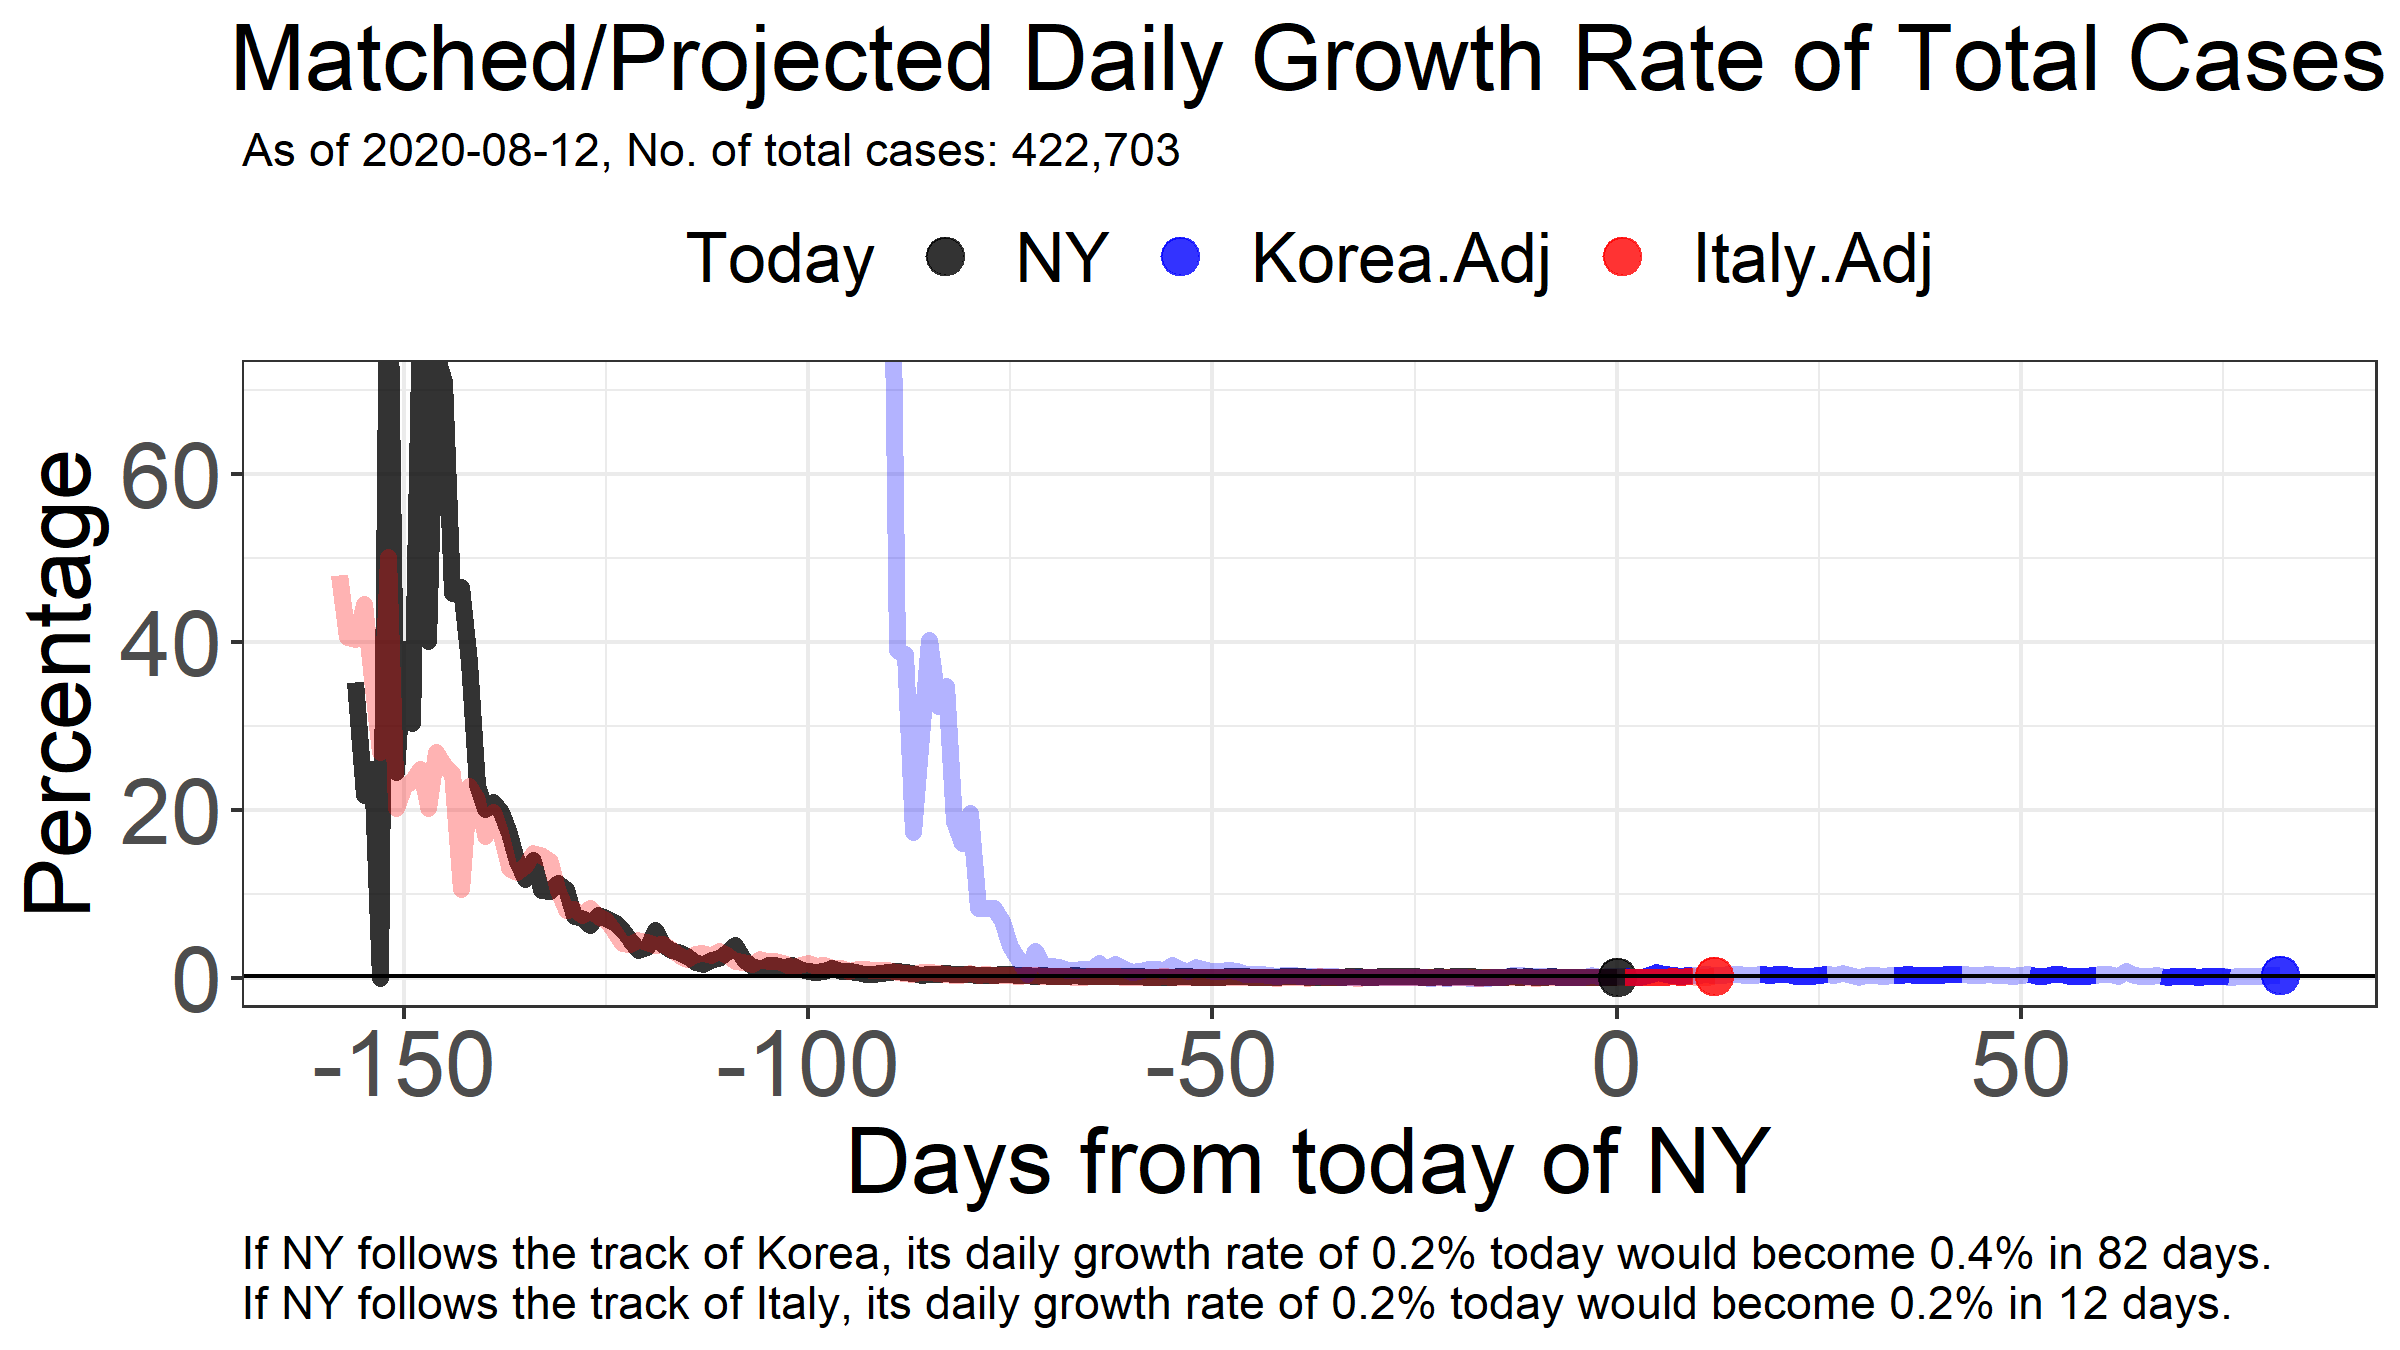 Matched/Projected Daily Growth Rate of Total Cases
As of 2020-08-12, No. of total cases: 422,703
Today NY Korea.Adj Italy.Adj
Percentage
60
40
20
0
-150 -100 -50 0 50
Days from today of NY
If NY follows the track of Korea, its daily growth rate of 0.2% today would become 0.4% in 82 days.
If NY follows the track of Italy, its daily growth rate of 0.2% today would become 0.2% in 12 days.